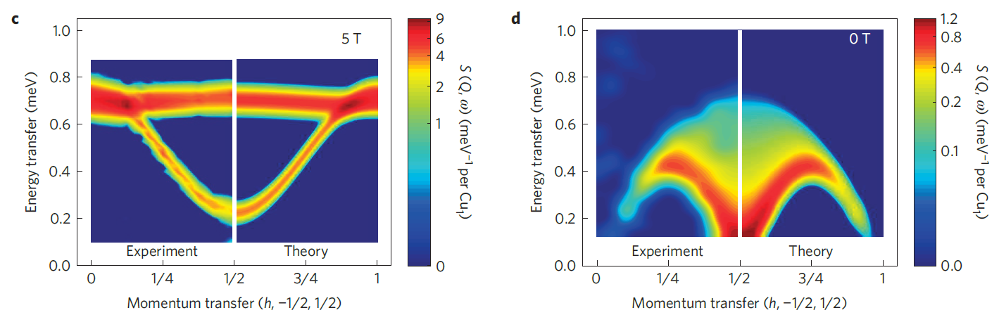 c
5 T
1.0
0.8
0.6
0.4
0.2
0.0
Energy transfer (meV)
Experiment
Theory
0
1/4
1/2
3/4
1
Momentum transfer (h, −1/2, 1/2)
9
6
4
2
1
0
S (Q, ω) (meV⁻¹ per Cu₁)
d
0 T
1.0
0.8
0.6
0.4
0.2
0.0
Energy transfer (meV)
Experiment
Theory
0
1/4
1/2
3/4
1
Momentum transfer (h, −1/2, 1/2)
1.2
0.8
0.4
0.2
0.1
0.0
S (Q, ω) (meV⁻¹ per Cu₁)